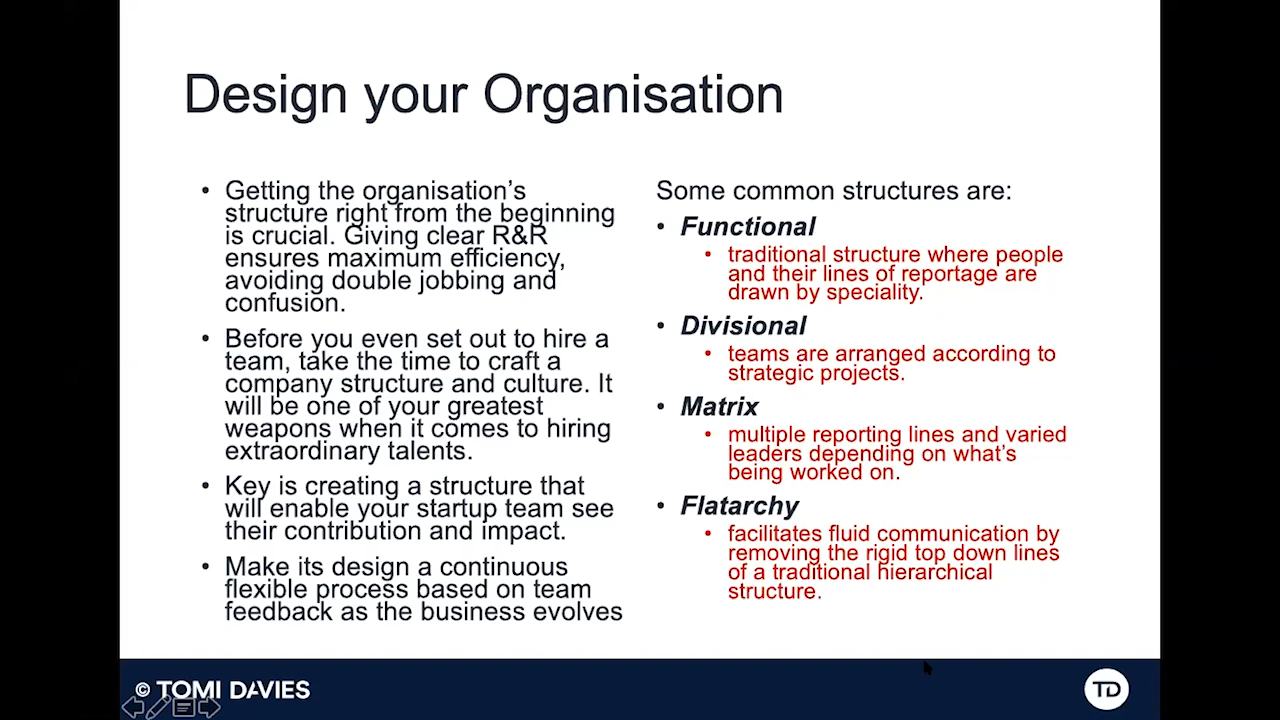 Design your Organisation
• Getting the organisation's
structure right from the beginning
is crucial. Giving clear R&R
ensures maximum efficiency,
avoiding double jobbing and
confusion.
• Before you even set out to hire a
team, take the time to craft a
company structure and culture. It
will be one of your greatest
weapons when it comes to hiring
extraordinary talents.
• Key is creating a structure that
will enable your startup team see
their contribution and impact.
• Make its design a continuous
flexible process based on team
feedback as the business evolves
Some common structures are:
• Functional
• traditional structure where people
and their lines of reportage are
drawn by speciality.
• Divisional
• teams are arranged according to
strategic projects.
• Matrix
• multiple reporting lines and varied
leaders depending on what's
being worked on.
• Flatarchy
• facilitates fluid communication by
removing the rigid top down lines
of a traditional hierarchical
structure.
© TOMI DAVIES
TD